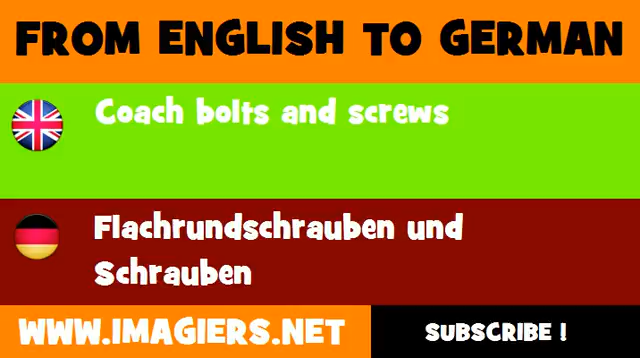 FROM ENGLISH TO GERMAN
Coach bolts and screws
Flachrundschrauben und
Schrauben
WWW.IMAGIERS.NET
SUBSCRIBE !